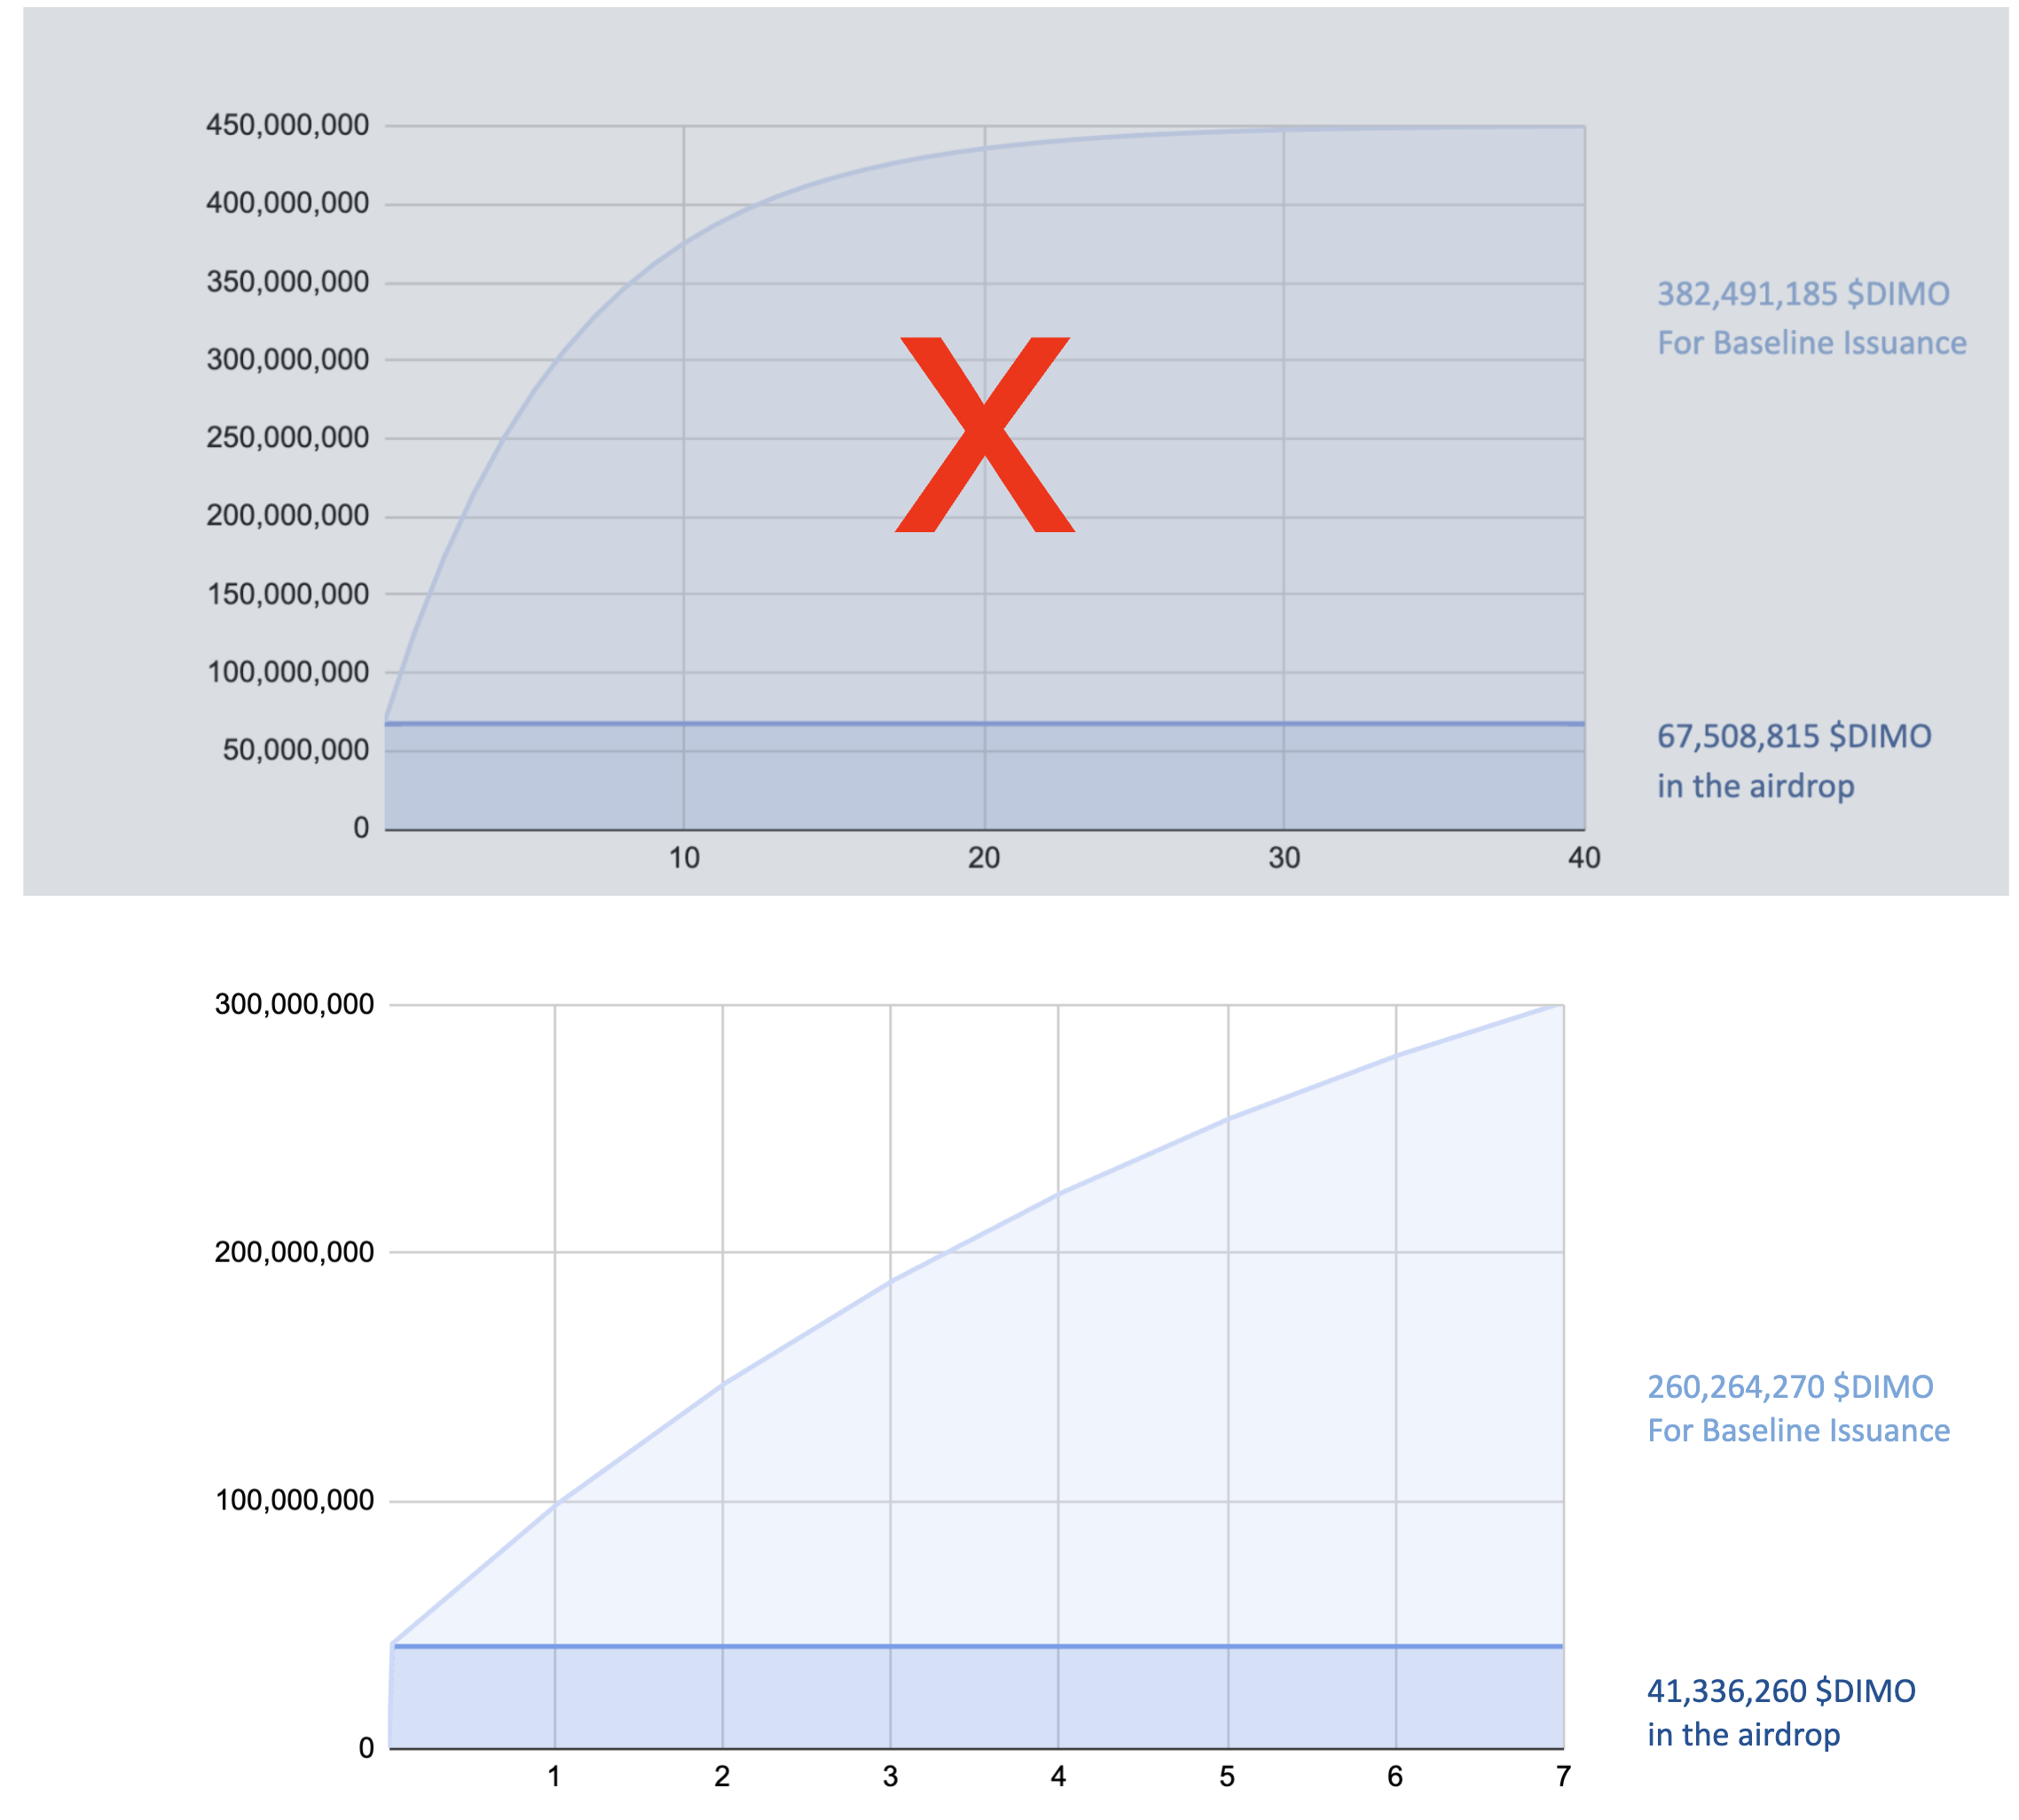 450,000,000
400,000,000
350,000,000
300,000,000
250,000,000
200,000,000
150,000,000
100,000,000
50,000,000
0
10 20 30 40
382,491,185 $DIMO
For Baseline Issuance
67,508,815 $DIMO
in the airdrop
X
300,000,000
200,000,000
100,000,000
0
1 2 3 4 5 6 7
260,264,270 $DIMO
For Baseline Issuance
41,336,260 $DIMO
in the airdrop